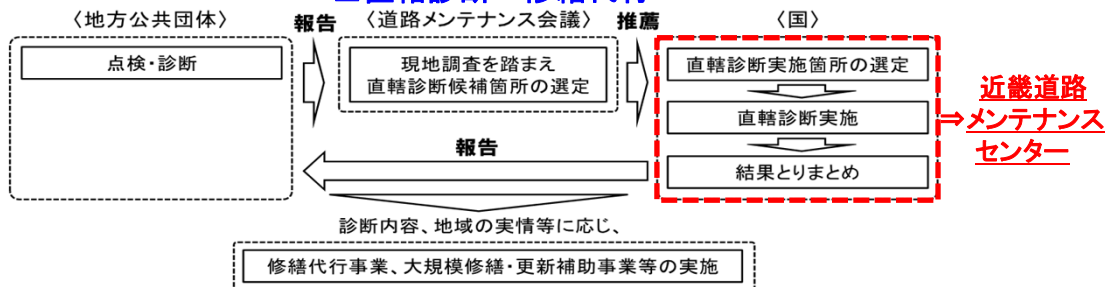 〈地方公共団体〉
報告
〈道路メンテナンス会議〉
推薦
〈国〉
点検・診断
現地調査を踏まえ
直轄診断候補箇所の選定
直轄診断実施箇所の選定
直轄診断実施
結果とりまとめ
近畿道路
⇒メンテナンス
センター
報告
診断内容、地域の実情等に応じ、
修繕代行事業、大規模修繕・更新補助事業等の実施